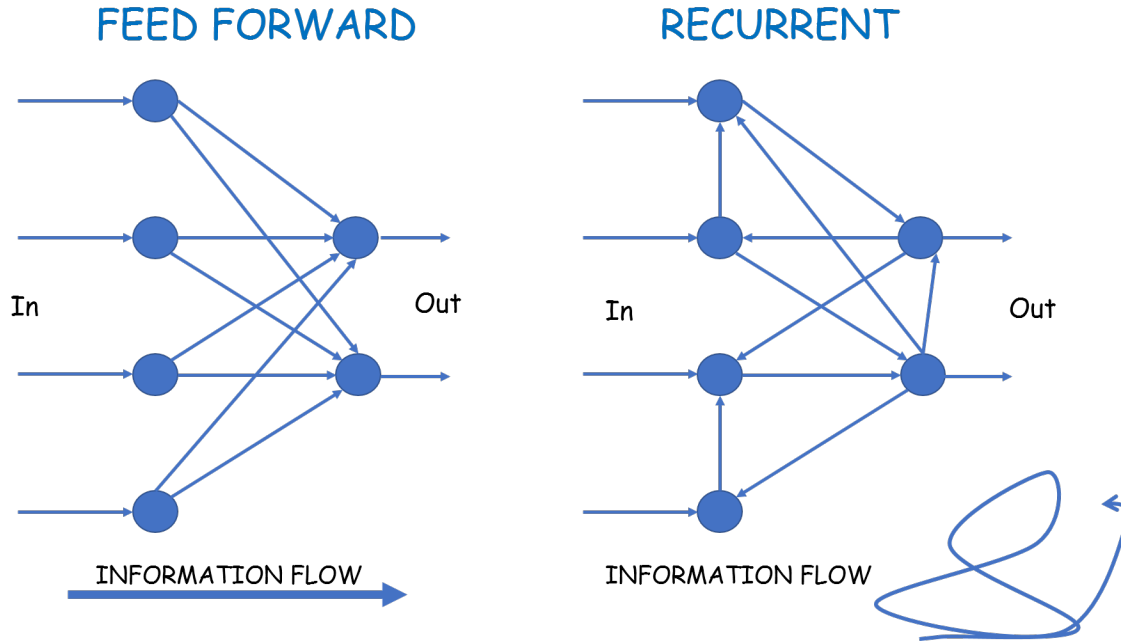 FEED FORWARD
RECURRENT
In
Out
In
Out
INFORMATION FLOW
INFORMATION FLOW